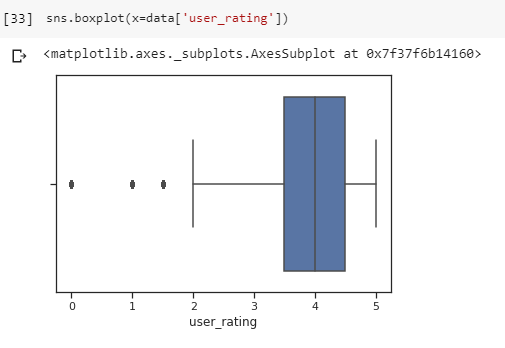 [33] sns.boxplot(x=data['user_rating'])
<matplotlib.axes._subplots.AxesSubplot at 0x7f37f6b14160>
0 1 2 3 4 5
user_rating